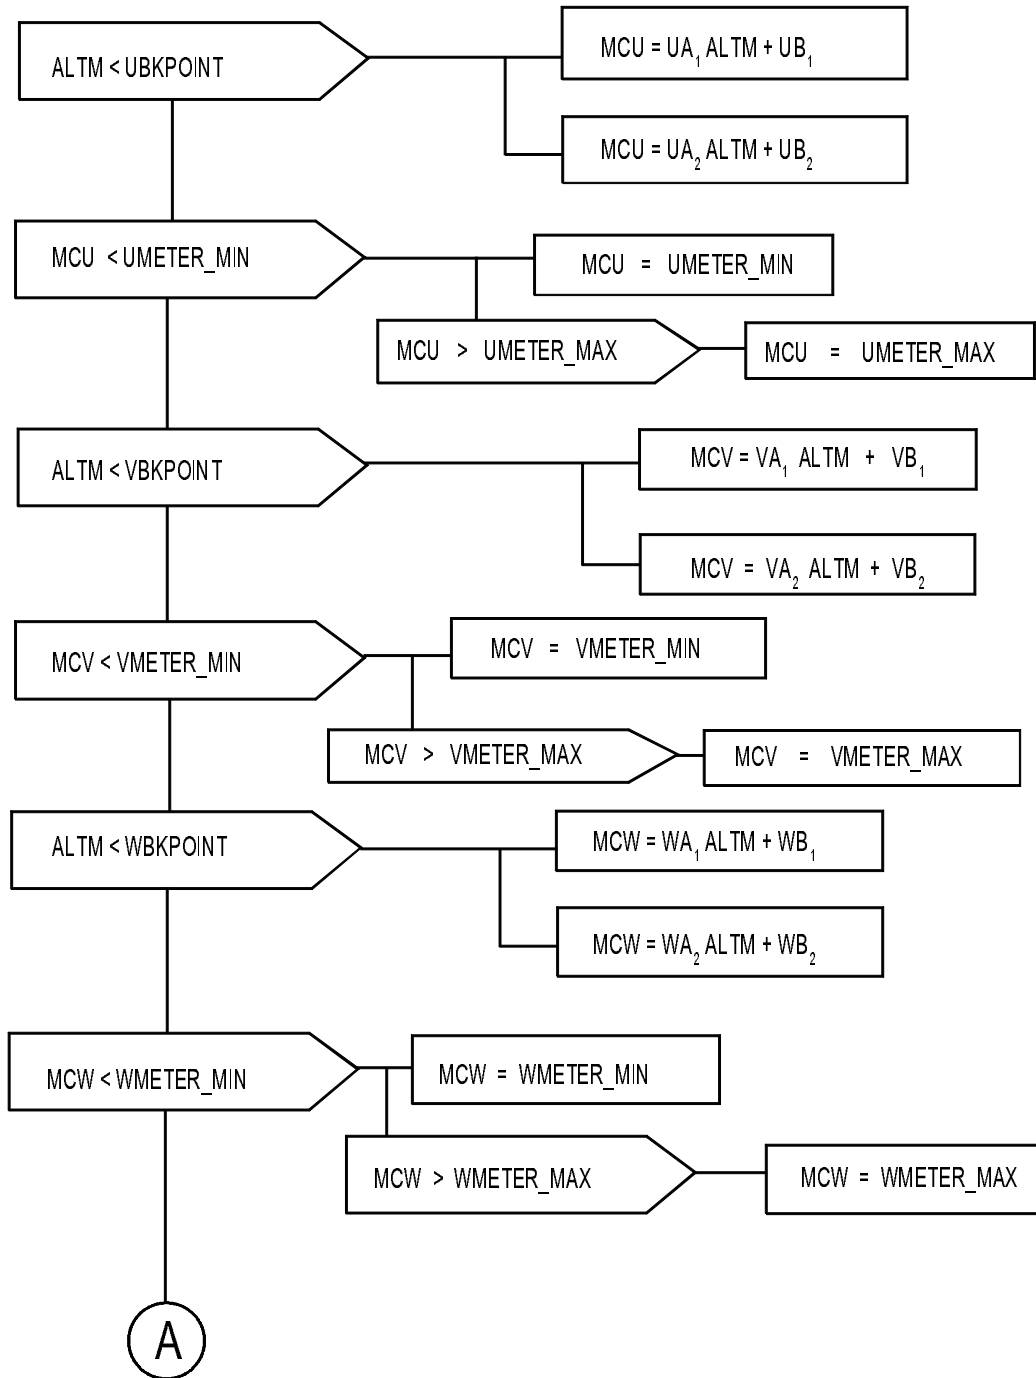 ALTM < UBKPOINT
MCU = UA₁ ALTM + UB₁
MCU = UA₂ ALTM + UB₂
MCU < UMETER_MIN
MCU = UMETER_MIN
MCU > UMETER_MAX
MCU = UMETER_MAX
ALTM < VBKPOINT
MCV = VA₁ ALTM + VB₁
MCV = VA₂ ALTM + VB₂
MCV < VMETER_MIN
MCV = VMETER_MIN
MCV > VMETER_MAX
MCV = VMETER_MAX
ALTM < WBKPOINT
MCW = WA₁ ALTM + WB₁
MCW = WA₂ ALTM + WB₂
MCW < WMETER_MIN
MCW = WMETER_MIN
MCW > WMETER_MAX
MCW = WMETER_MAX
A